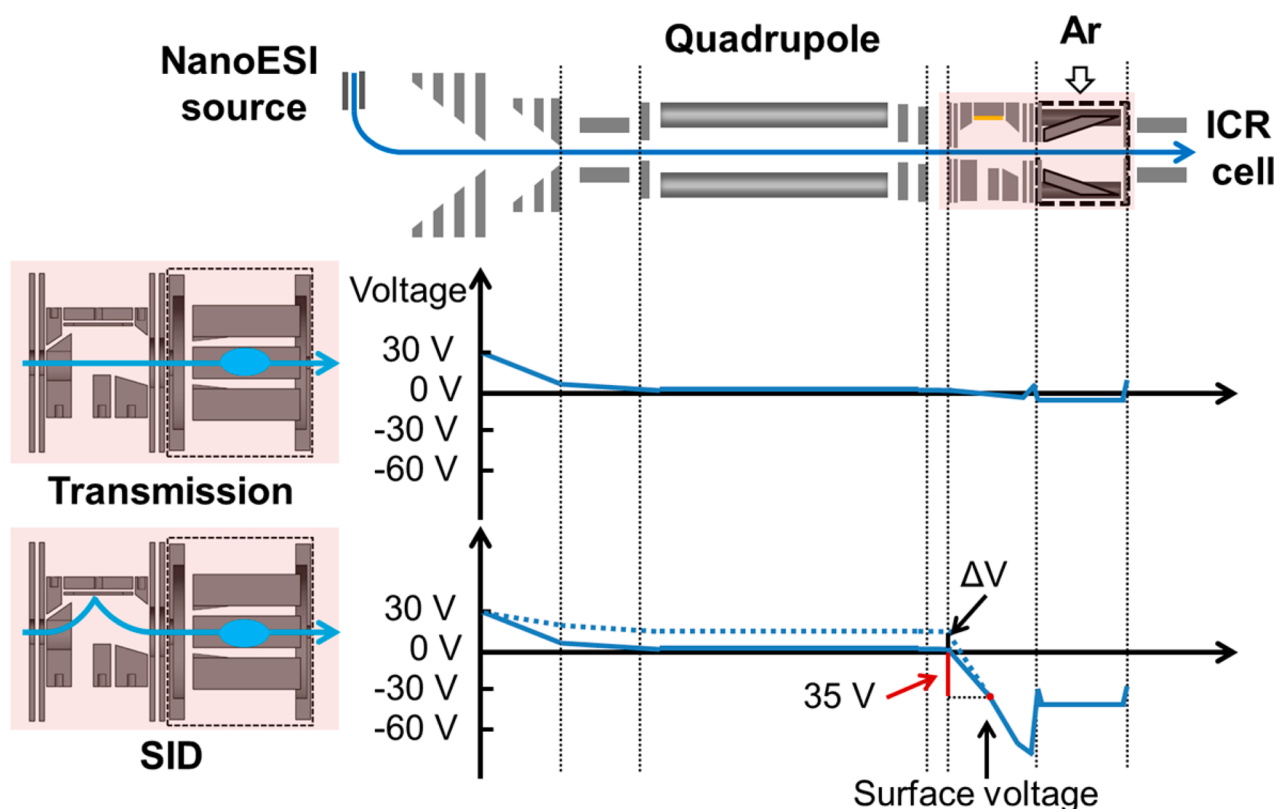 NanoESI
source
Quadrupole
Ar
ICR
cell
Transmission
Voltage
30 V
0 V
-30 V
-60 V
SID
30 V
0 V
-30 V
-60 V
ΔV
35 V
Surface voltage